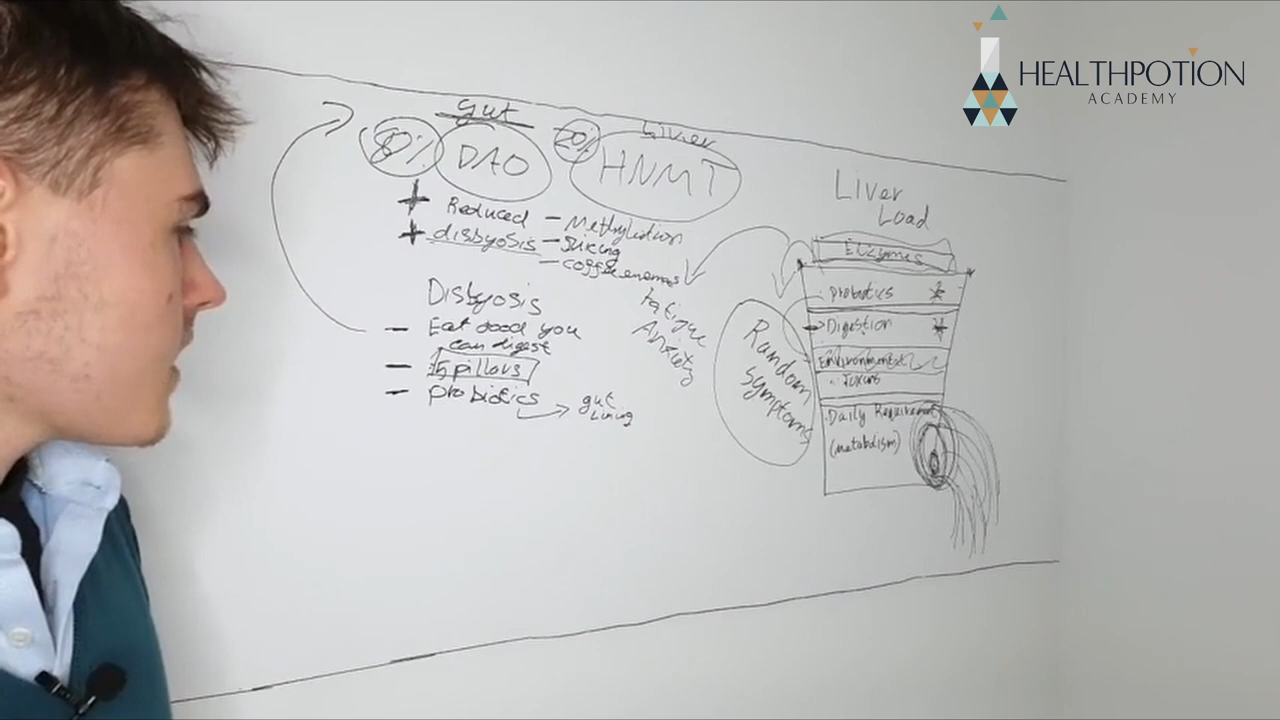 HEALTHPOTION
ACADEMY
gut
80% DAO
20% Liver
HNMT
+ Reduced
+ disbyosis
- Methylation
- Juicing
- coffee enemas
Disbyosis
- Eat food you
can digest
- 15 pillars
- probiotics → gut
Lining
Fatigue
Anxiety
Random
symptoms
Liver
Load
Enzymes
probiotics
Digestion
Environmental
Toxins
Daily Requirement
(metabolism)